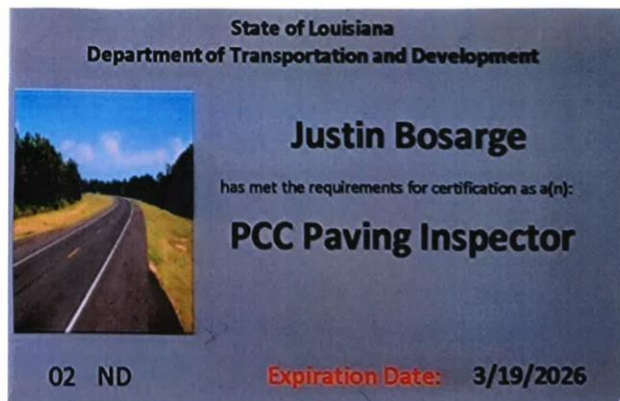 State of Louisiana
Department of Transportation and Development
Justin Bosarge
has met the requirements for certification as a(n):
PCC Paving Inspector
02 ND
Expiration Date: 3/19/2026